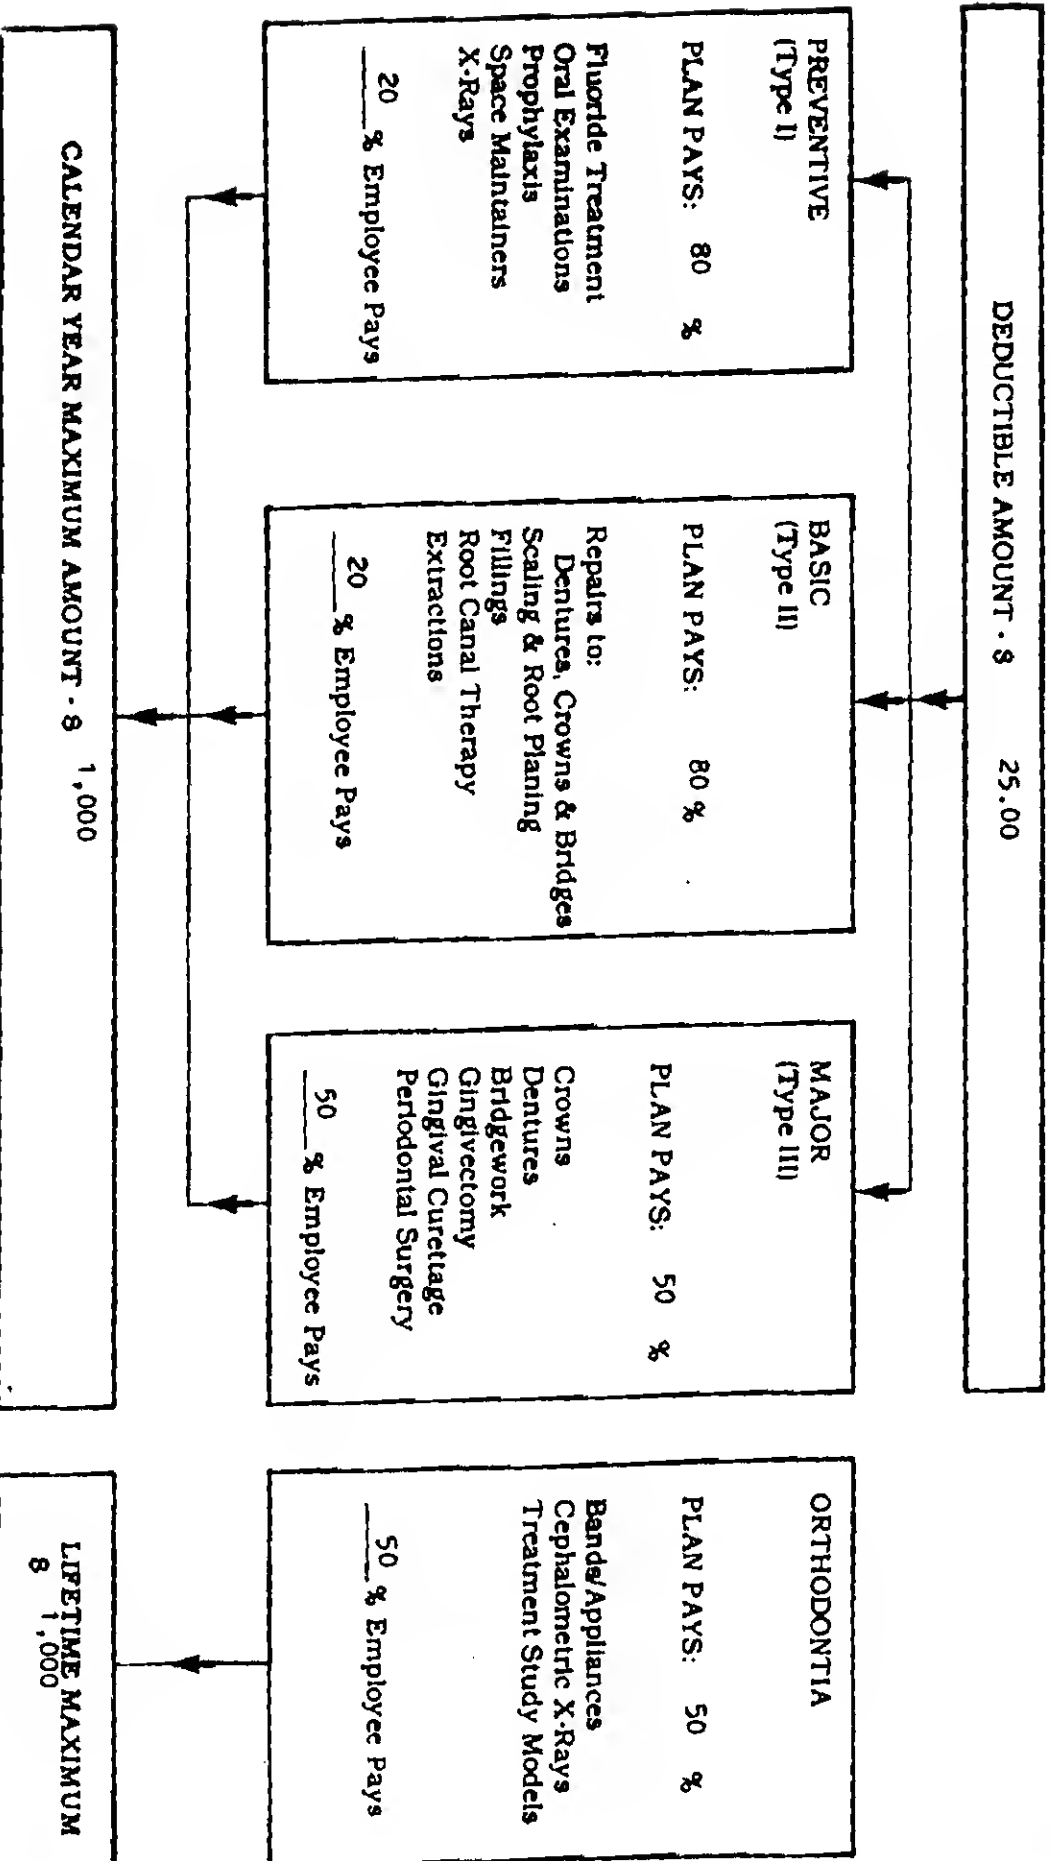 DEDUCTIBLE AMOUNT - $ 25.00
PREVENTIVE
(Type I)
PLAN PAYS: 80 %
Fluoride Treatment
Oral Examinations
Prophylaxis
Space Maintainers
X-Rays
20 % Employee Pays
BASIC
(Type II)
PLAN PAYS: 80 %
Repairs to:
Dentures, Crowns & Bridges
Scaling & Root Planing
Fillings
Root Canal Therapy
Extractions
20 % Employee Pays
MAJOR
(Type III)
PLAN PAYS: 50 %
Crowns
Dentures
Bridgework
Gingivectomy
Gingival Curettage
Periodontal Surgery
50 % Employee Pays
ORTHODONTIA
PLAN PAYS: 50 %
Bands/Appliances
Cephalometric X-Rays
Treatment Study Models
50 % Employee Pays
CALENDAR YEAR MAXIMUM AMOUNT - $ 1,000
LIFETIME MAXIMUM
$ 1,000